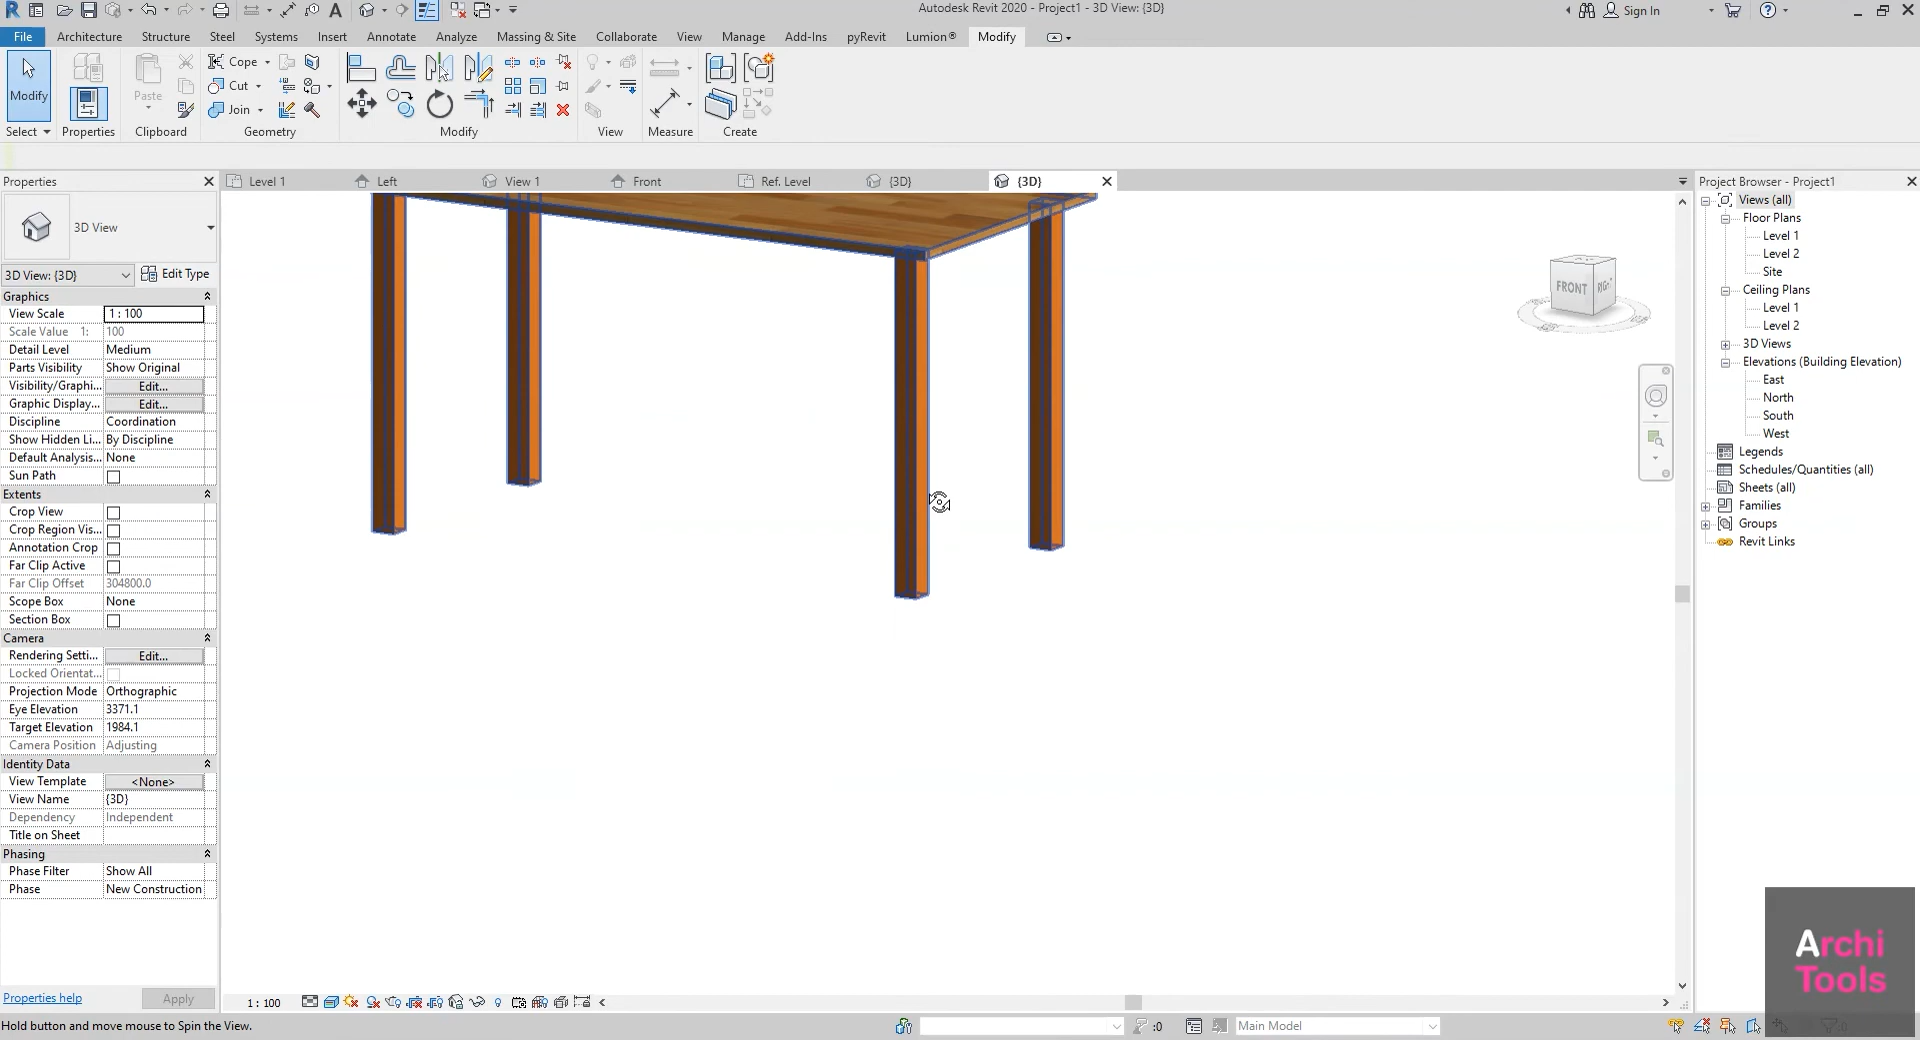 Autodesk Revit 2020 - Project1 - 3D View: {3D}
Sign In
File
Architecture
Structure
Steel
Systems
Insert
Annotate
Analyze
Massing & Site
Collaborate
View
Manage
Add-Ins
pyRevit
Lumion®
Modify
Modify
Paste
Cope
Cut
Join
Select
Properties
Clipboard
Geometry
Modify
View
Measure
Create
Properties
Level 1
Left
View 1
Front
Ref. Level
{3D}
{3D}
Project Browser - Project1
3D View
3D View: {3D}
Edit Type
Graphics
View Scale 1 : 100
Scale Value 1: 100
Detail Level Medium
Parts Visibility Show Original
Visibility/Graphi... Edit...
Graphic Display... Edit...
Discipline Coordination
Show Hidden Li... By Discipline
Default Analysis... None
Sun Path
Extents
Crop View
Crop Region Vis...
Annotation Crop
Far Clip Active
Far Clip Offset 304800.0
Scope Box None
Section Box
Camera
Rendering Setti... Edit...
Locked Orientat...
Projection Mode Orthographic
Eye Elevation 3371.1
Target Elevation 1984.1
Camera Position Adjusting
Identity Data
View Template <None>
View Name {3D}
Dependency Independent
Title on Sheet
Phasing
Phase Filter Show All
Phase New Construction
Properties help
Apply
FRONT
RIGHT
Views (all)
Floor Plans
Level 1
Level 2
Site
Ceiling Plans
Level 1
Level 2
3D Views
Elevations (Building Elevation)
East
North
South
West
Legends
Schedules/Quantities (all)
Sheets (all)
Families
Groups
Revit Links
Archi
Tools
1 : 100
Hold button and move mouse to Spin the View.
:0
Main Model